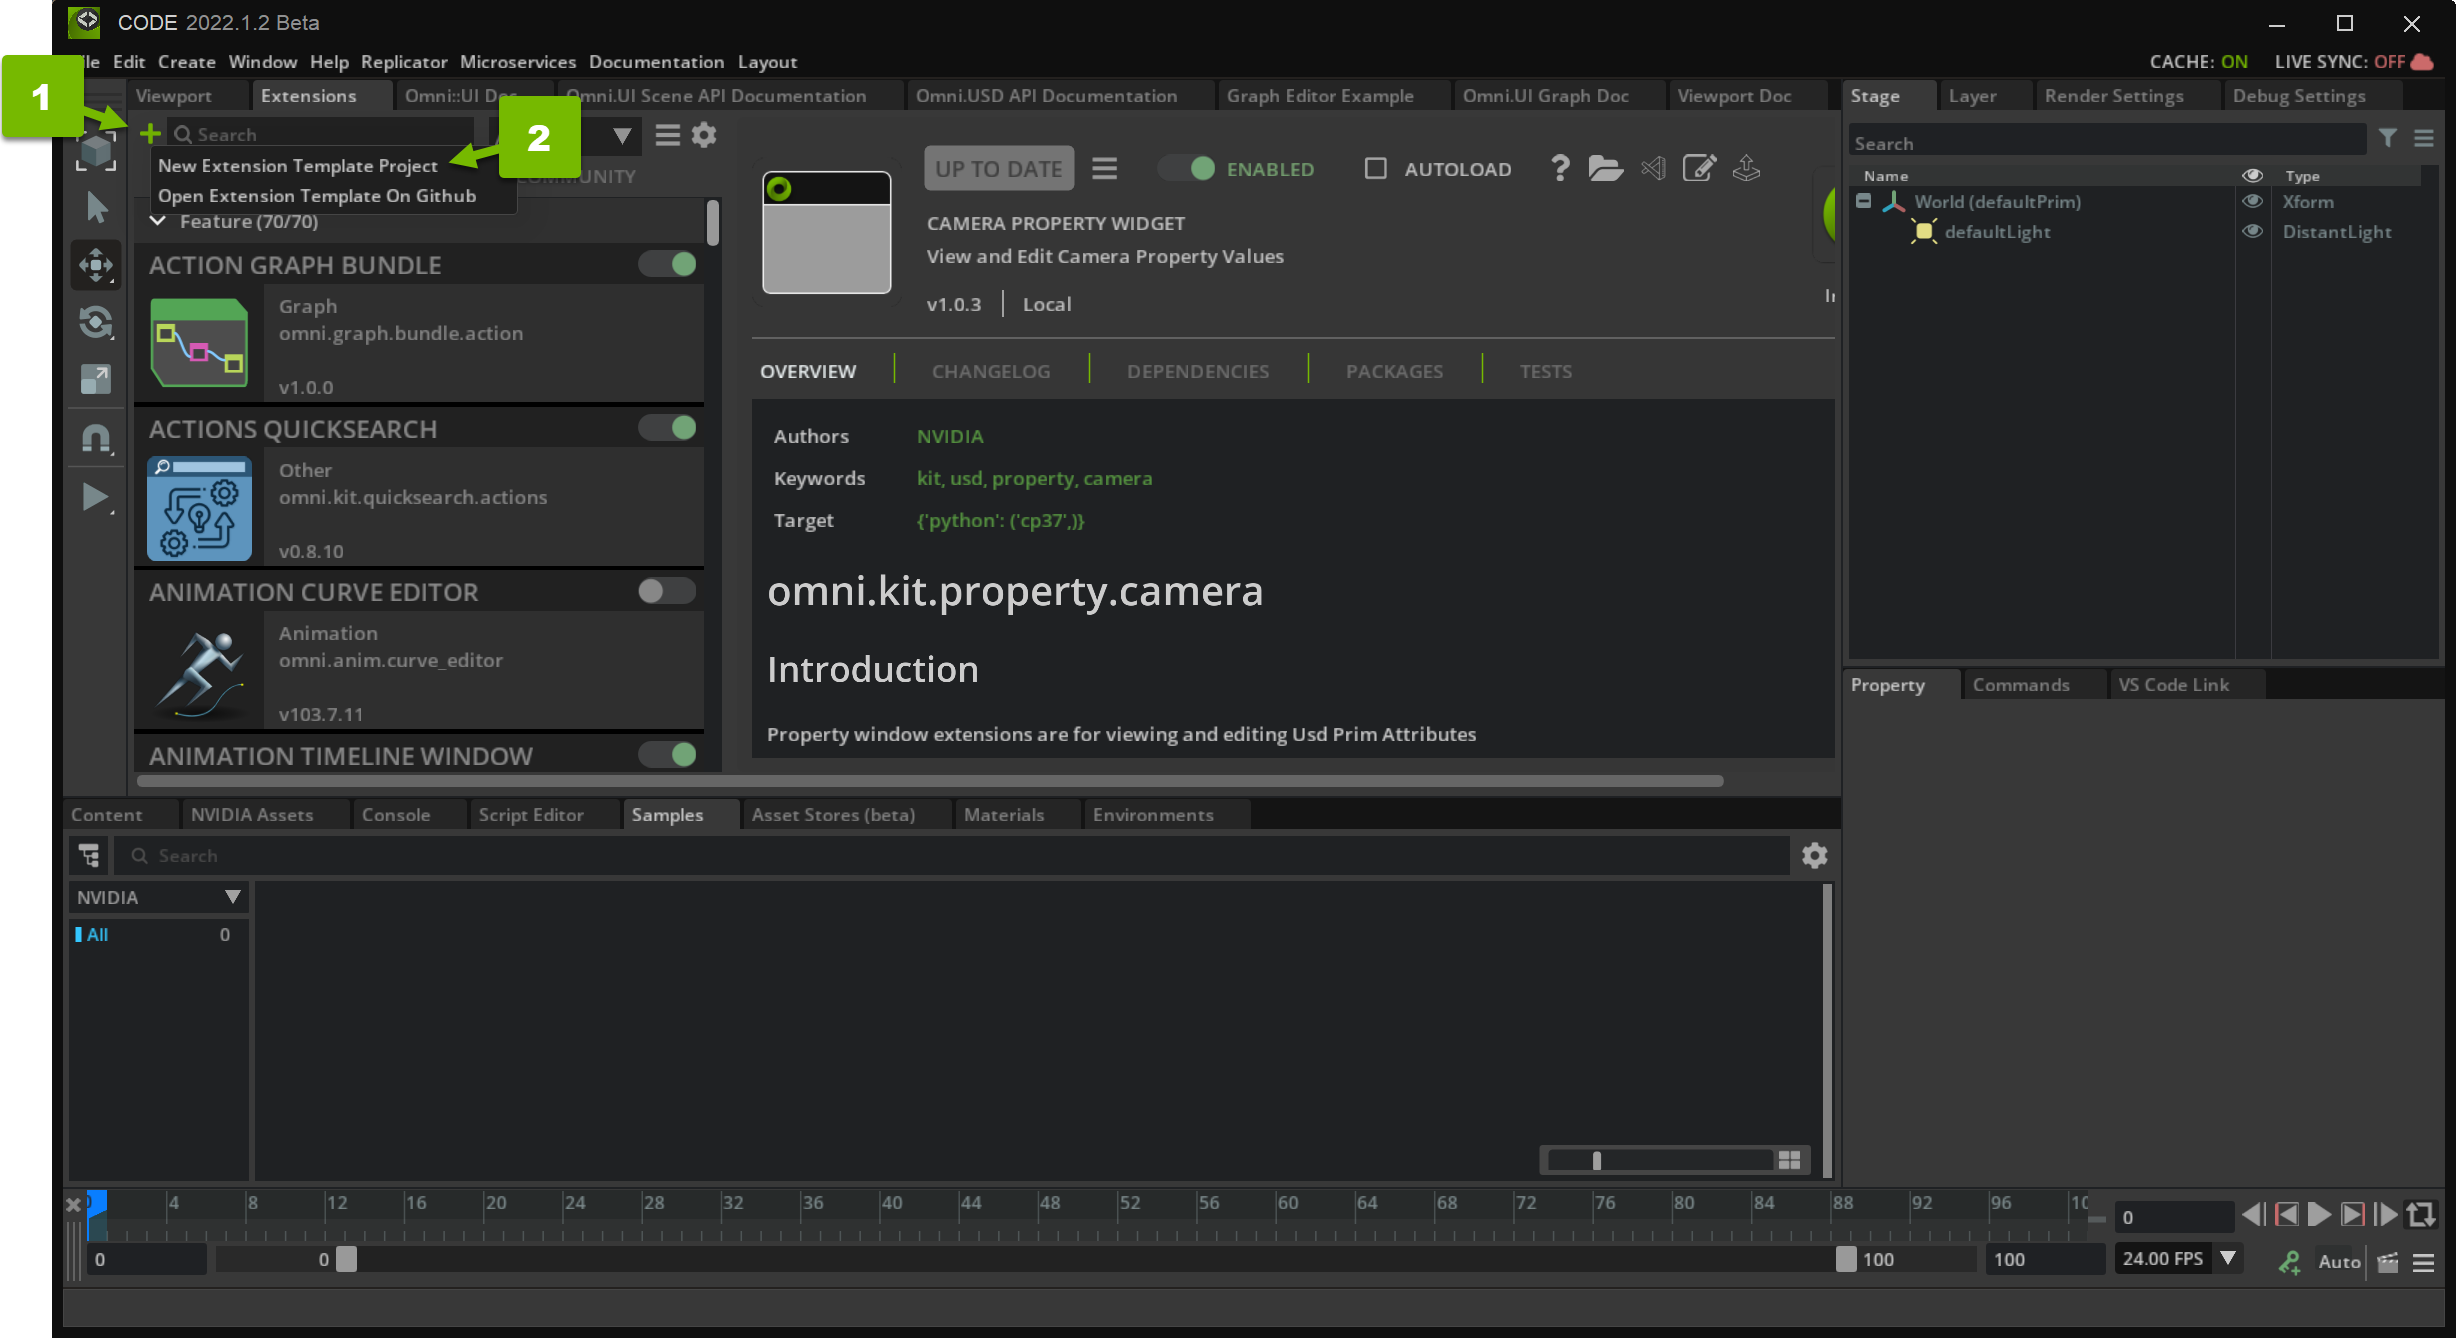 CODE 2022.1.2 Beta
Edit Create Window Help Replicator Microservices Documentation Layout
CACHE: ON LIVE SYNC: OFF
1
Viewport Extensions Omni::UI Omni.UI Scene API Documentation Omni.USD API Documentation Graph Editor Example Omni.UI Graph Doc Viewport Doc
Stage Layer Render Settings Debug Settings
Search
2
New Extension Template Project
Open Extension Template On Github
Feature (70/70)
ACTION GRAPH BUNDLE
Graph
omni.graph.bundle.action
v1.0.0
ACTIONS QUICKSEARCH
Other
omni.kit.quicksearch.actions
v0.8.10
ANIMATION CURVE EDITOR
Animation
omni.anim.curve_editor
v103.7.11
ANIMATION TIMELINE WINDOW
UP TO DATE ENABLED AUTOLOAD
CAMERA PROPERTY WIDGET
View and Edit Camera Property Values
v1.0.3 Local
OVERVIEW CHANGELOG DEPENDENCIES PACKAGES TESTS
Authors NVIDIA
Keywords kit, usd, property, camera
Target {'python': ('cp37',)}
omni.kit.property.camera
Introduction
Property window extensions are for viewing and editing Usd Prim Attributes
Search
Name Type
World (defaultPrim) Xform
defaultLight DistantLight
Property Commands VS Code Link
Content NVIDIA Assets Console Script Editor Samples Asset Stores (beta) Materials Environments
Search
NVIDIA
All 0
4 8 12 16 20 24 28 32 36 40 44 48 52 56 60 64 68 72 76 80 84 88 92 96
0
0 0 100 100 24.00 FPS Auto